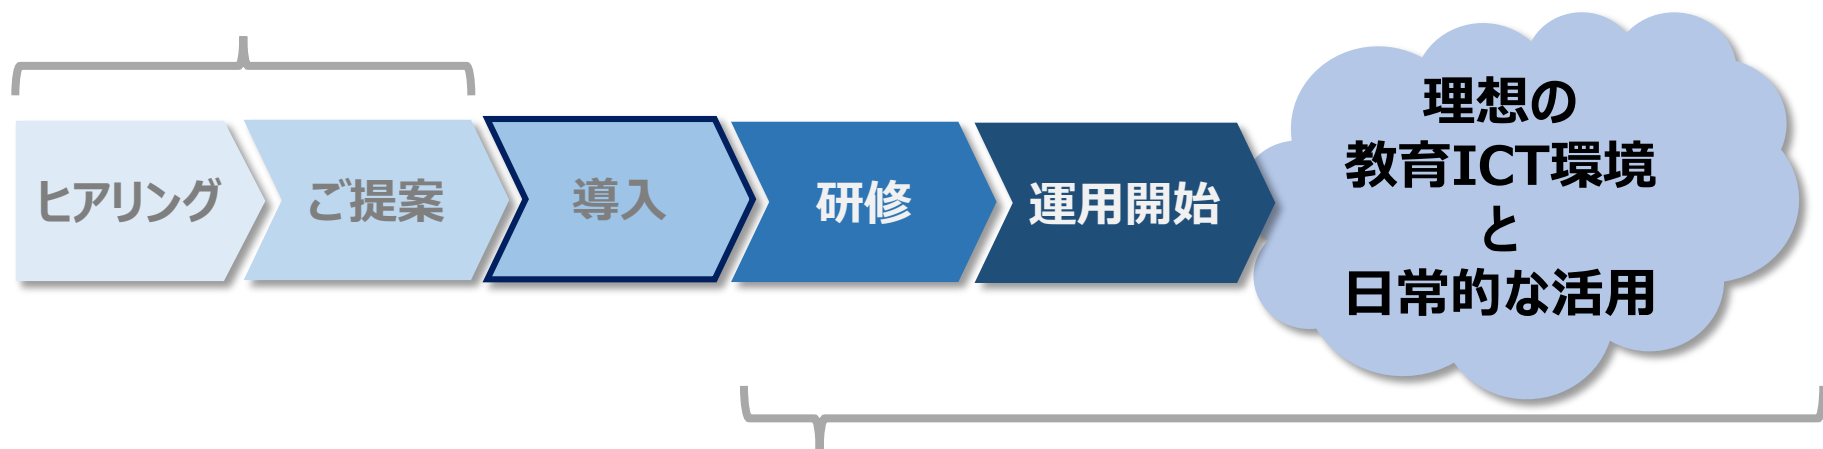 ヒアリング
ご提案
導入
研修
運用開始
理想の
教育ICT環境
と
日常的な活用